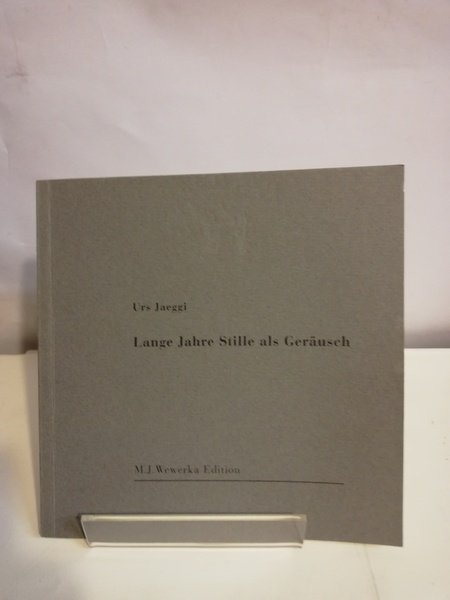 Urs Jaeggi
Lange Jahre Stille als Geräusch
M.J Wewerka Edition